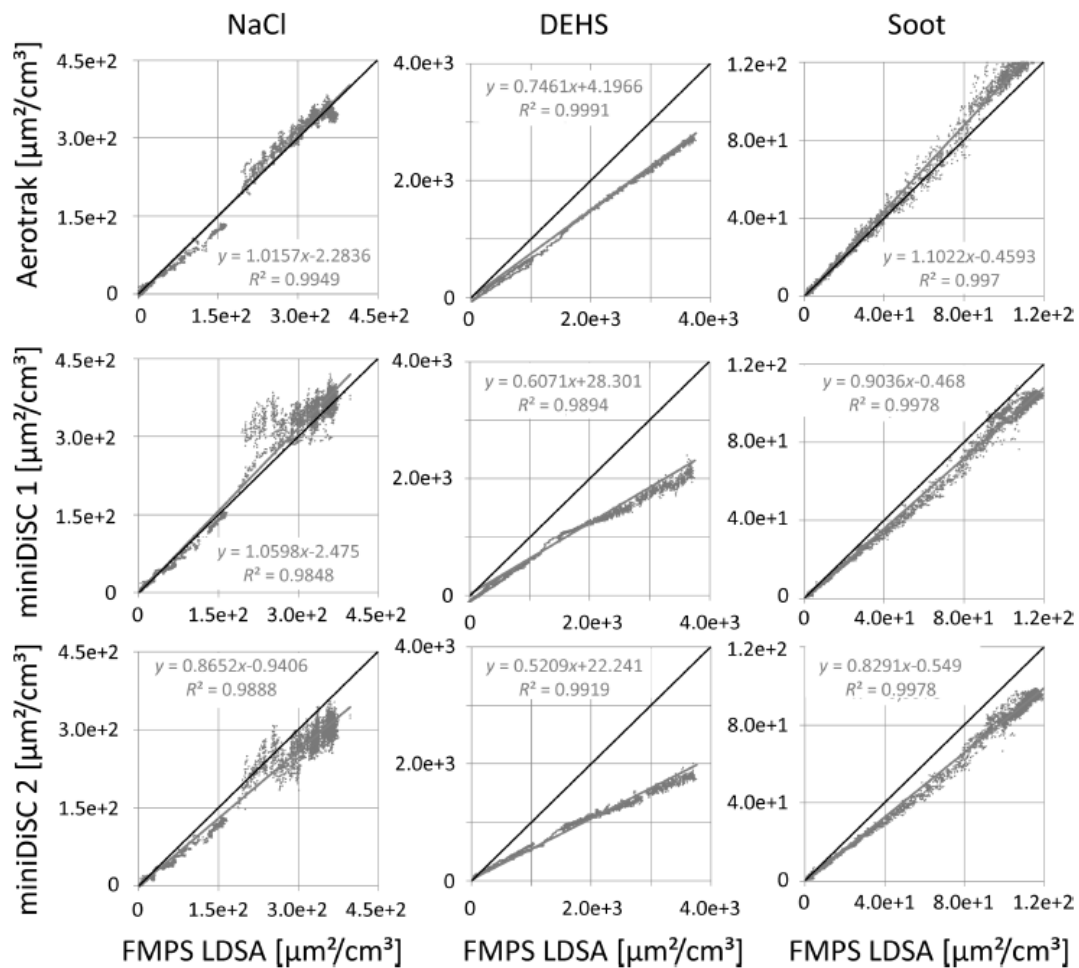 NaCl DEHS Soot
Aerotrak [µm²/cm³]
4.5e+2
3.0e+2
1.5e+2
0
0 1.5e+2 3.0e+2 4.5e+2
y = 1.0157x-2.2836
R² = 0.9949
4.0e+3
2.0e+3
0
0 2.0e+3 4.0e+3
y = 0.7461x+4.1966
R² = 0.9991
1.2e+2
8.0e+1
4.0e+1
0
0 4.0e+1 8.0e+1 1.2e+2
y = 1.1022x-0.4593
R² = 0.997
miniDiSC 1 [µm²/cm³]
4.5e+2
3.0e+2
1.5e+2
0
0 1.5e+2 3.0e+2 4.5e+2
y = 1.0598x-2.475
R² = 0.9848
4.0e+3
2.0e+3
0
0 2.0e+3 4.0e+3
y = 0.6071x+28.301
R² = 0.9894
1.2e+2
8.0e+1
4.0e+1
0
0 4.0e+1 8.0e+1 1.2e+2
y = 0.9036x-0.468
R² = 0.9978
miniDiSC 2 [µm²/cm³]
4.5e+2
3.0e+2
1.5e+2
0
0 1.5e+2 3.0e+2 4.5e+2
y = 0.8652x-0.9406
R² = 0.9888
4.0e+3
2.0e+3
0
0 2.0e+3 4.0e+3
y = 0.5209x+22.241
R² = 0.9919
1.2e+2
8.0e+1
4.0e+1
0
0 4.0e+1 8.0e+1 1.2e+2
y = 0.8291x-0.549
R² = 0.9978
FMPS LDSA [µm²/cm³] FMPS LDSA [µm²/cm³] FMPS LDSA [µm²/cm³]